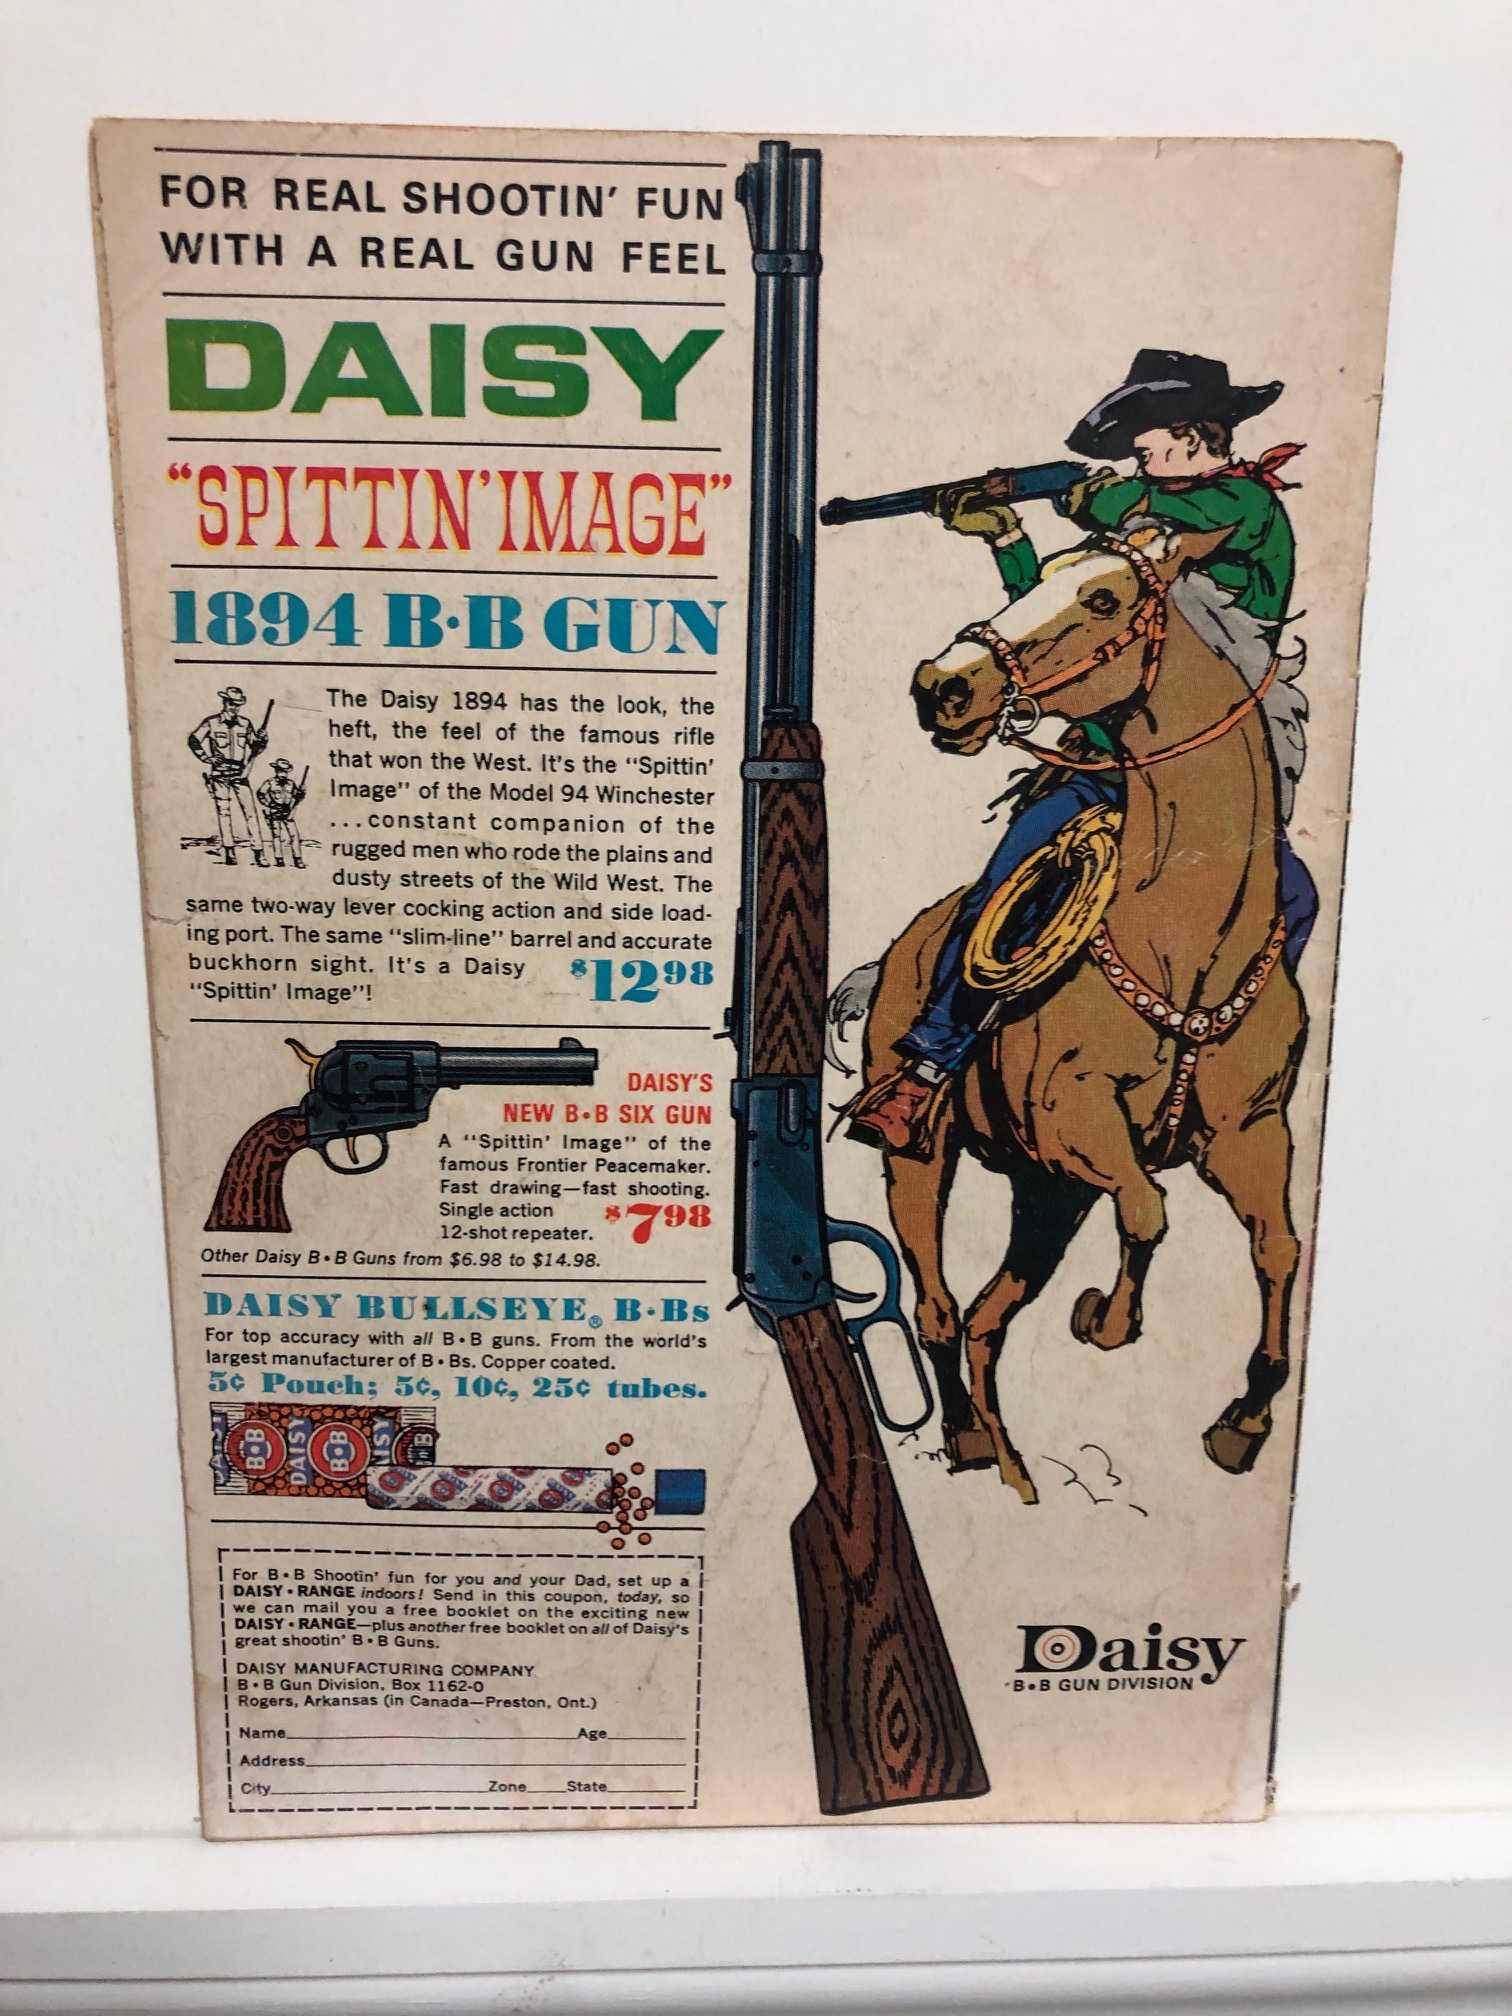 FOR REAL SHOOTIN' FUN
WITH A REAL GUN FEEL
DAISY
"SPITTIN' IMAGE"
1894 B•B GUN
The Daisy 1894 has the look, the
heft, the feel of the famous rifle
that won the West. It's the "Spittin'
Image" of the Model 94 Winchester
...constant companion of the
rugged men who rode the plains and
dusty streets of the Wild West. The
same two-way lever cocking action and side load-
ing port. The same "slim-line" barrel and accurate
buckhorn sight. It's a Daisy
"Spittin' Image"!
$12 98
DAISY'S
NEW B•B SIX GUN
A "Spittin' Image" of the
famous Frontier Peacemaker.
Fast drawing—fast shooting.
Single action
12-shot repeater.
$7 98
Other Daisy B•B Guns from $6.98 to $14.98.
DAISY BULLSEYE® B•Bs
For top accuracy with all B•B guns. From the world's
largest manufacturer of B•Bs. Copper coated.
5¢ Pouch; 5¢, 10¢, 25¢ tubes.
DAISY B•B DAISY B•B DAISY B•B
For B•B Shootin' fun for you and your Dad, set up a
DAISY•RANGE indoors! Send in this coupon, today, so
we can mail you a free booklet on the exciting new
DAISY•RANGE—plus another free booklet on all of Daisy's
great shootin' B•B Guns.
DAISY MANUFACTURING COMPANY
B•B Gun Division, Box 1162-0
Rogers, Arkansas (in Canada—Preston, Ont.)
Name Age
Address
City Zone State
Daisy
B•B GUN DIVISION